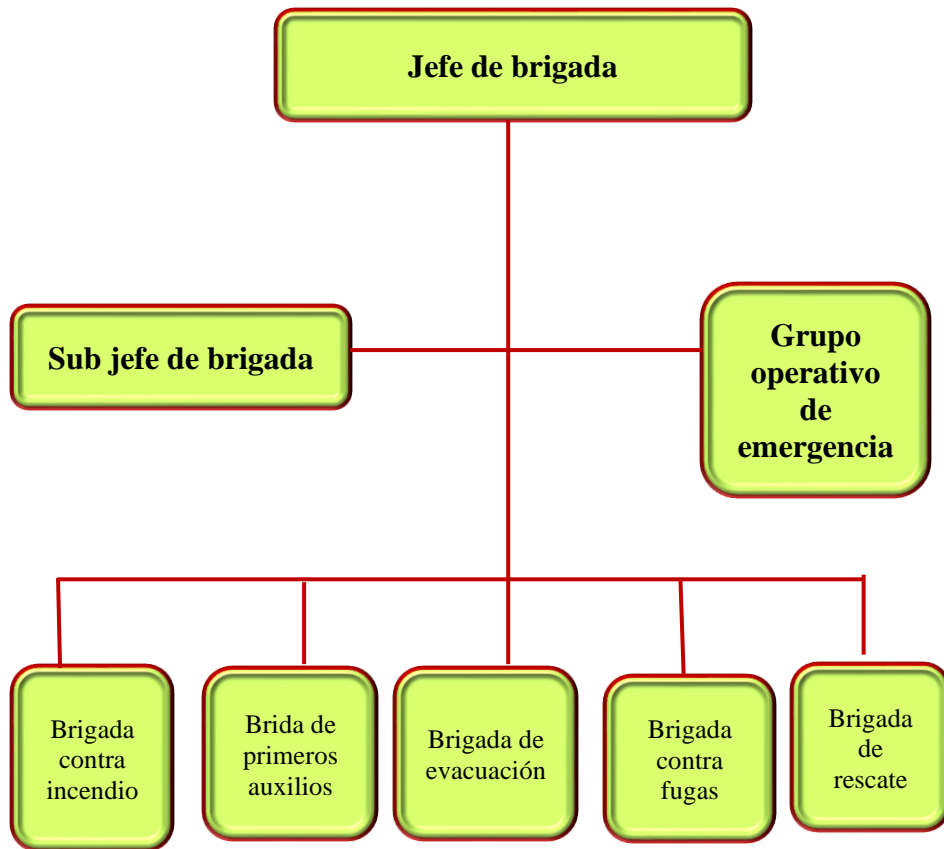 Jefe de brigada
Sub jefe de brigada
Grupo
operativo
de
emergencia
Brigada
contra
incendio
Brida de
primeros
auxilios
Brigada de
evacuación
Brigada
contra
fugas
Brigada
de
rescate